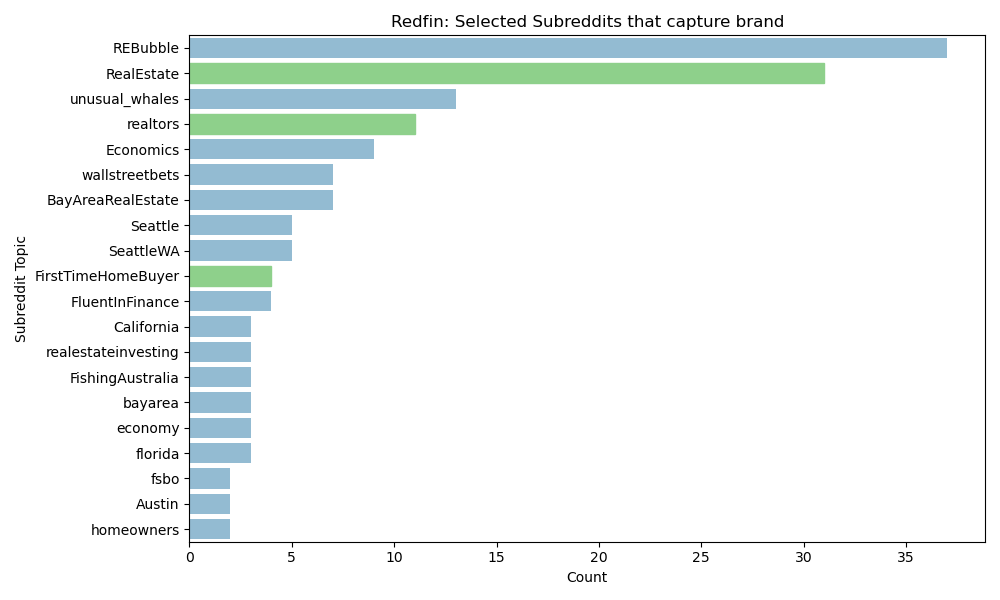 Redfin: Selected Subreddits that capture brand
REBubble
RealEstate
unusual_whales
realtors
Economics
wallstreetbets
BayAreaRealEstate
Seattle
SeattleWA
FirstTimeHomeBuyer
FluentInFinance
California
realestateinvesting
FishingAustralia
bayarea
economy
florida
fsbo
Austin
homeowners
Subreddit Topic
0 5 10 15 20 25 30 35
Count